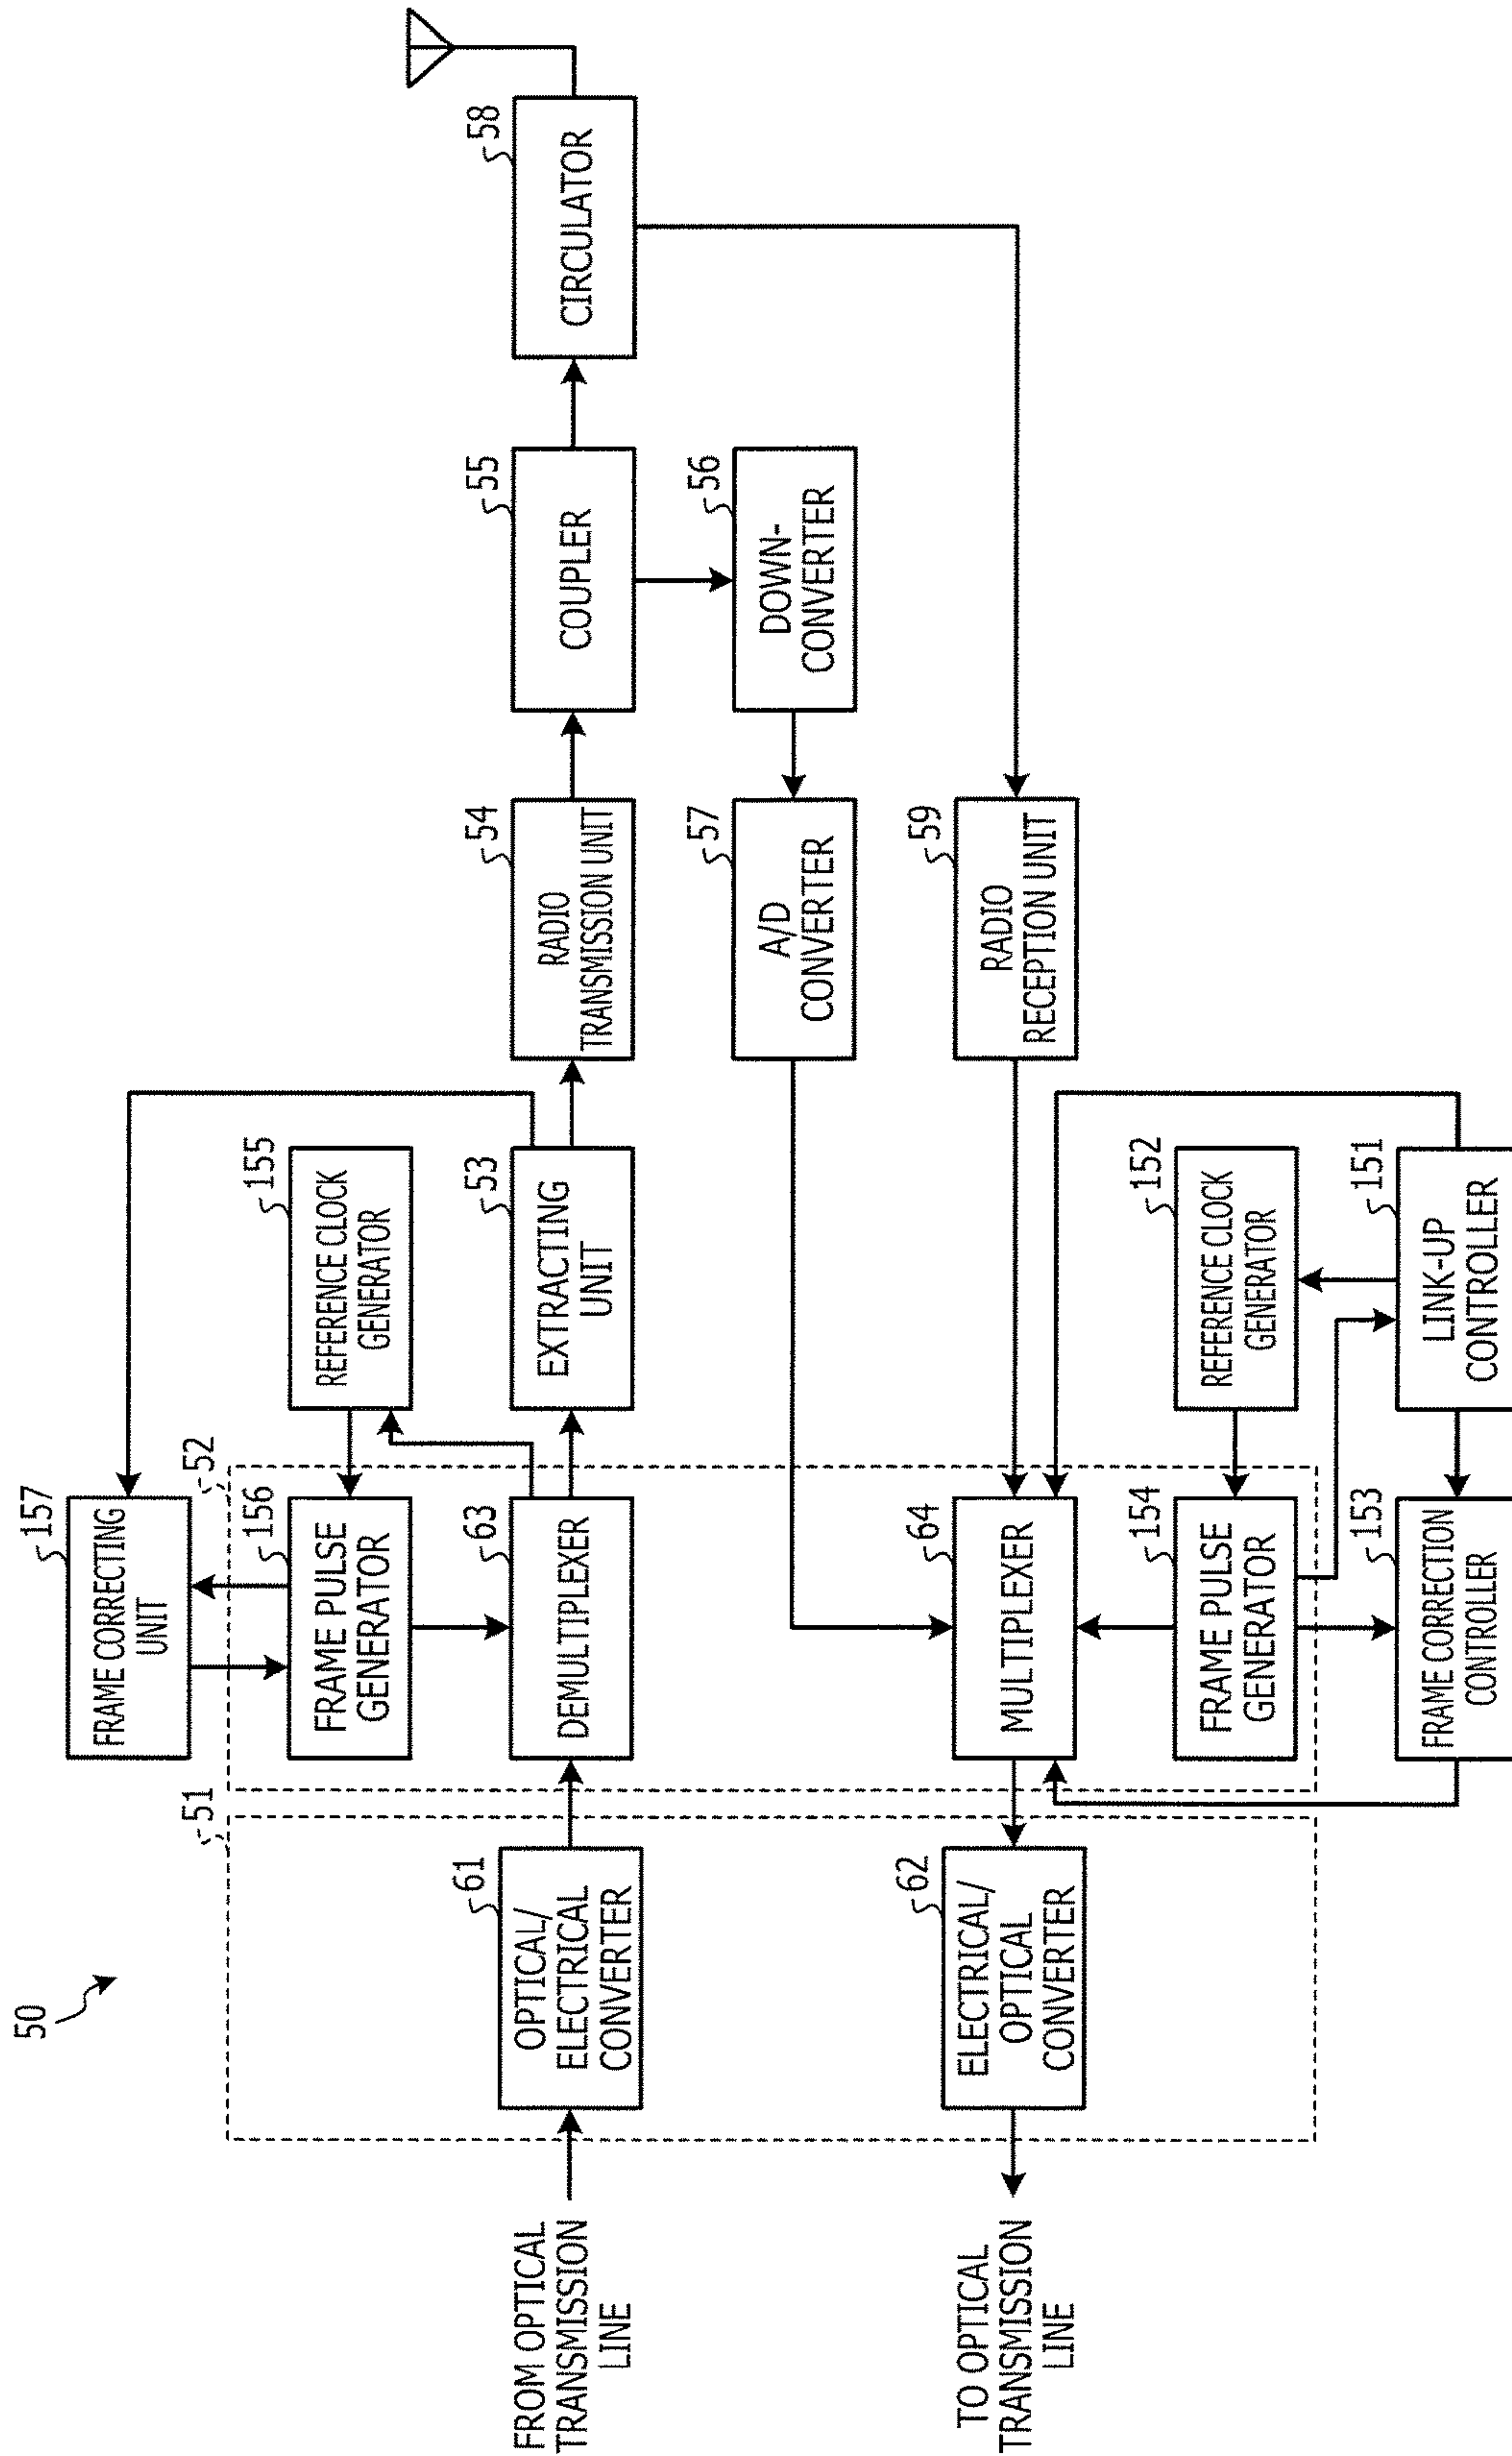 50
51
52
FROM OPTICAL
TRANSMISSION
LINE
61
OPTICAL/
ELECTRICAL
CONVERTER
TO OPTICAL
TRANSMISSION
LINE
62
ELECTRICAL/
OPTICAL
CONVERTER
157
FRAME CORRECTING
UNIT
156
FRAME PULSE
GENERATOR
63
DEMULTIPLEXER
64
MULTIPLEXER
154
FRAME PULSE
GENERATOR
153
FRAME CORRECTION
CONTROLLER
155
REFERENCE CLOCK
GENERATOR
53
EXTRACTING
UNIT
152
REFERENCE CLOCK
GENERATOR
151
LINK-UP
CONTROLLER
54
RADIO
TRANSMISSION UNIT
57
A/D
CONVERTER
59
RADIO
RECEPTION UNIT
55
COUPLER
56
DOWN-
CONVERTER
58
CIRCULATOR